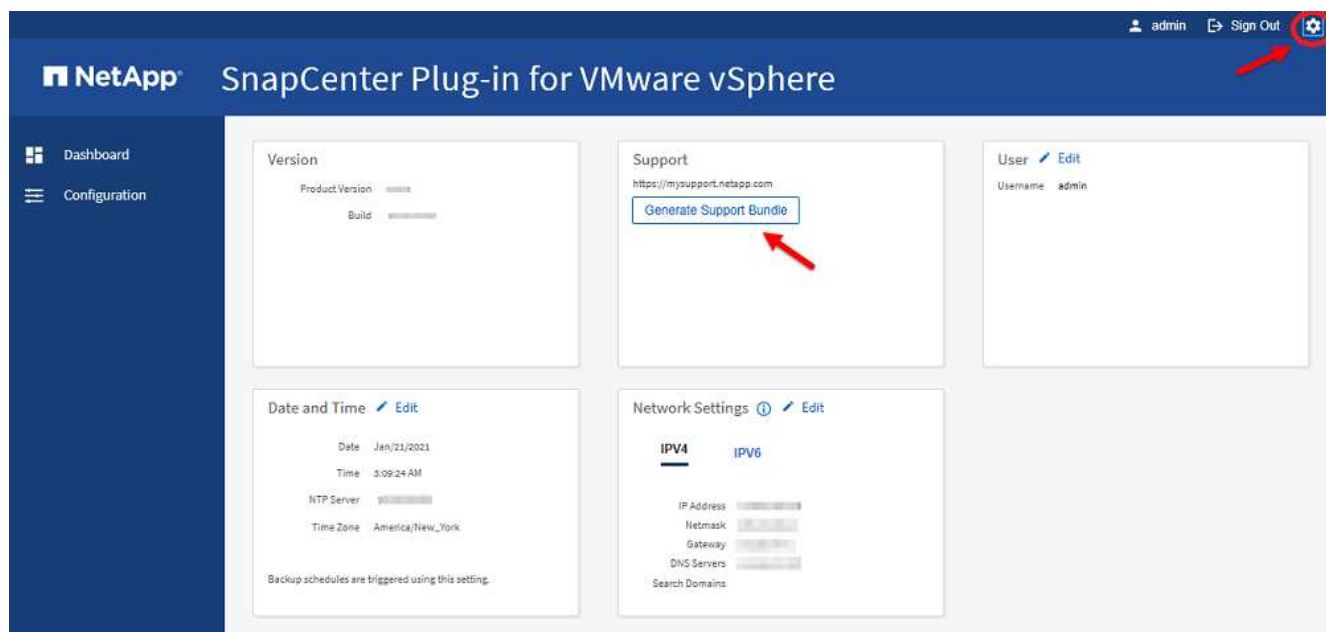 admin Sign Out
NetApp SnapCenter Plug-in for VMware vSphere
Dashboard
Configuration
Version
Product Version
Build
Support
https://mysupport.netapp.com
Generate Support Bundle
User Edit
Username admin
Date and Time Edit
Date Jan/21/2021
Time 3:09:24 AM
NTP Server
Time Zone America/New_York
Backup schedules are triggered using this setting.
Network Settings Edit
IPV4 IPV6
IP Address
Netmask
Gateway
DNS Servers
Search Domains